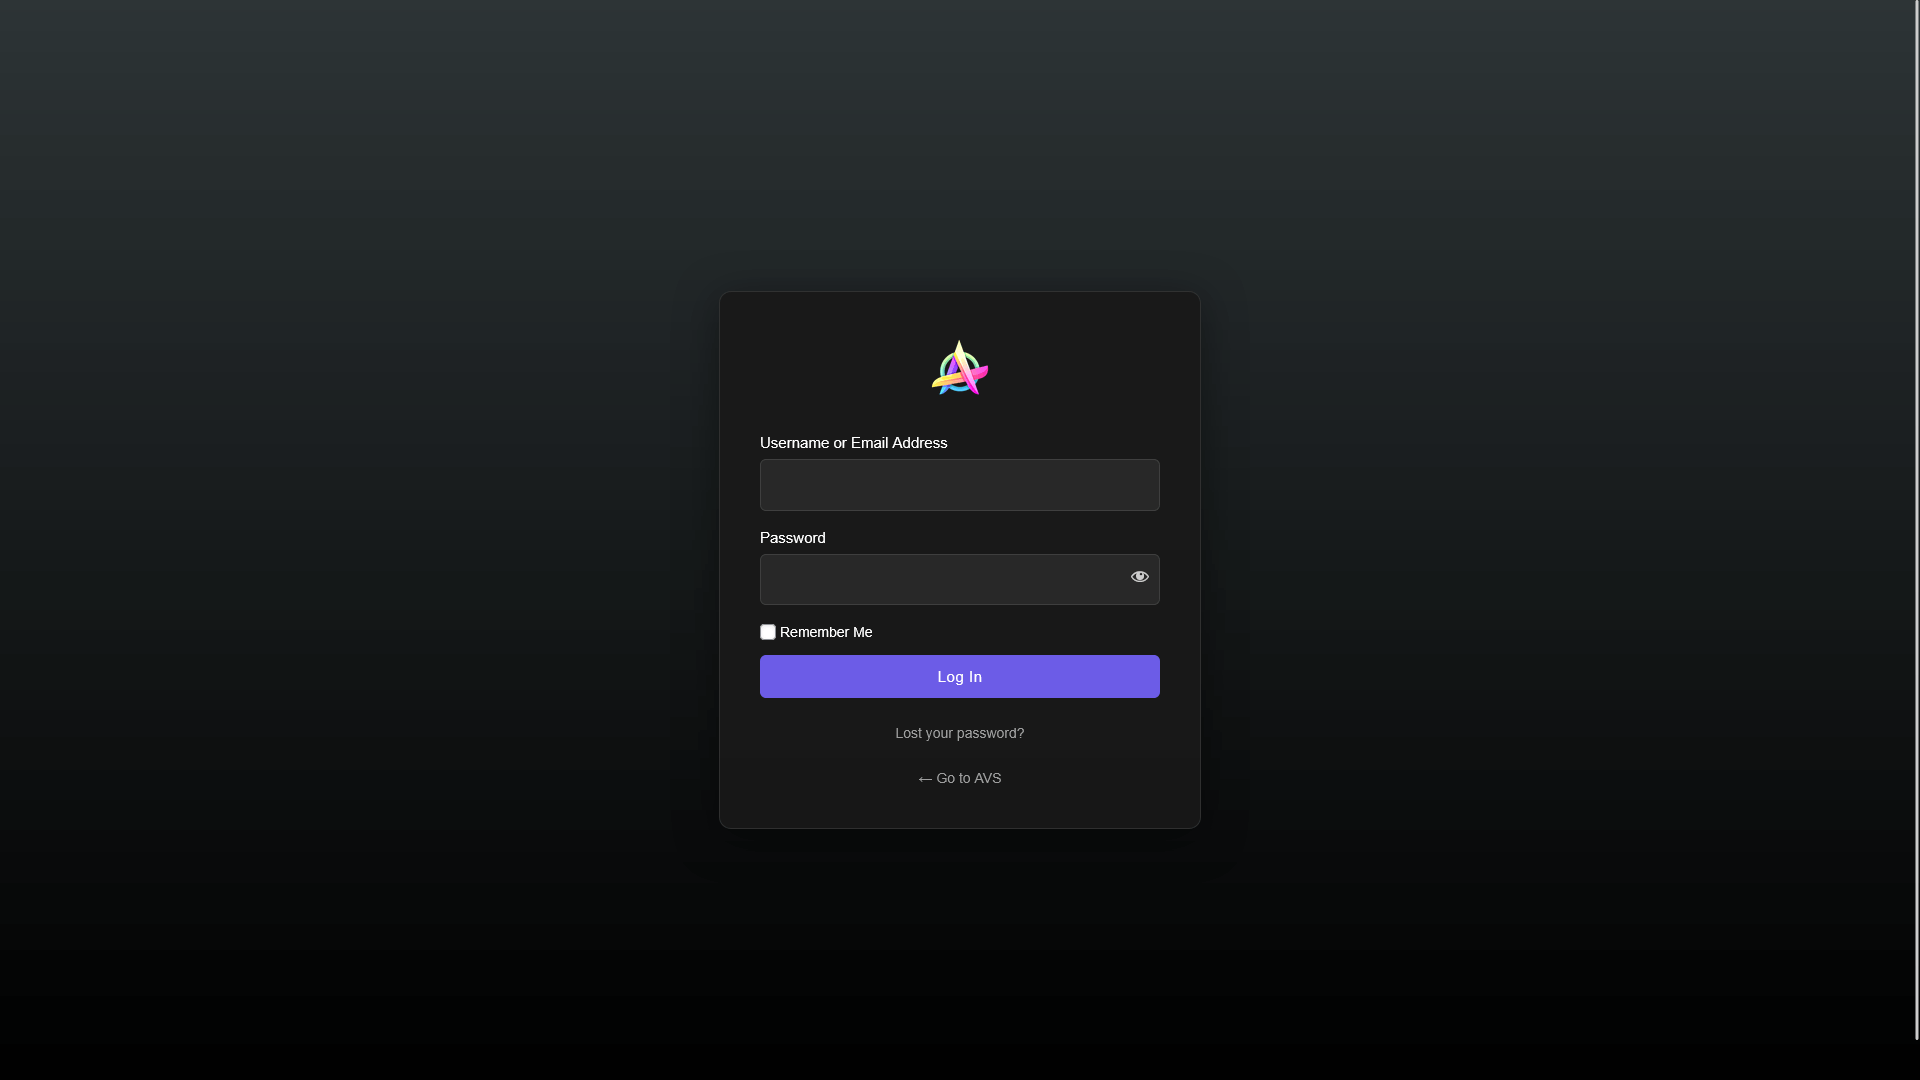 Username or Email Address
Password
Remember Me
Log In
Lost your password?
← Go to AVS